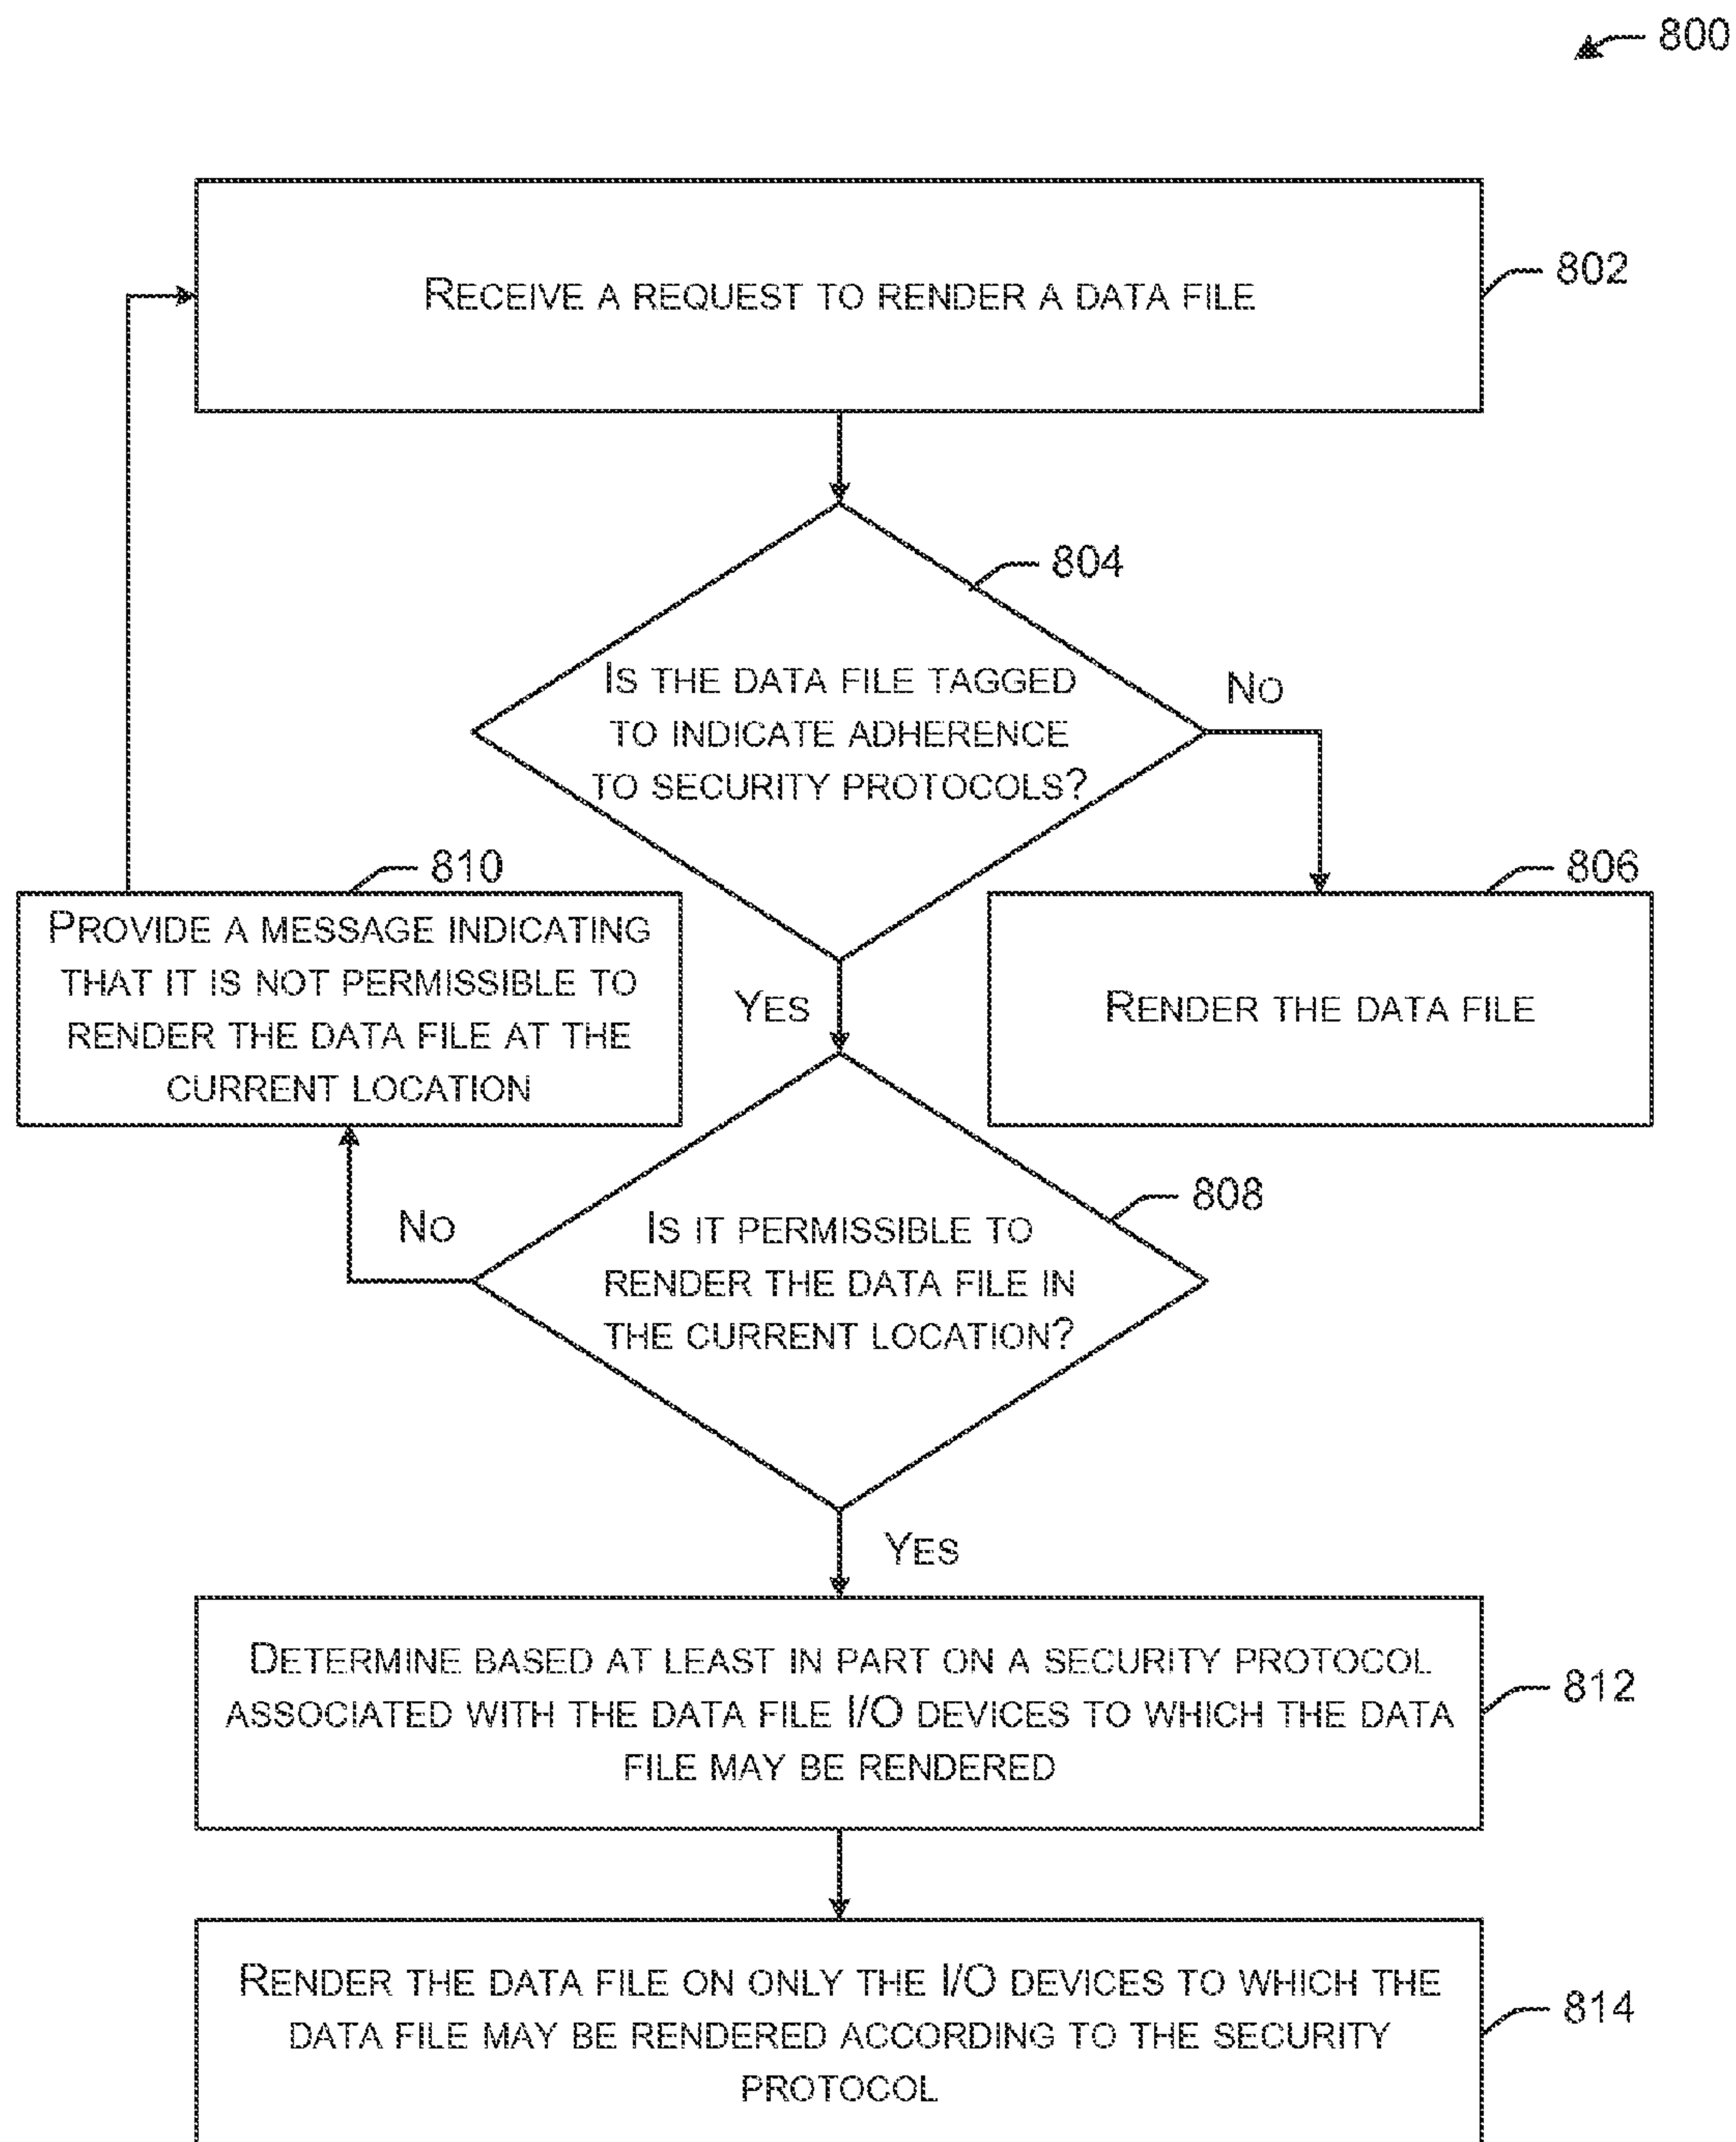 800
RECEIVE A REQUEST TO RENDER A DATA FILE
802
804
IS THE DATA FILE TAGGED
TO INDICATE ADHERENCE
TO SECURITY PROTOCOLS?
NO
810
PROVIDE A MESSAGE INDICATING
THAT IT IS NOT PERMISSIBLE TO
RENDER THE DATA FILE AT THE
CURRENT LOCATION
806
RENDER THE DATA FILE
YES
808
IS IT PERMISSIBLE TO
RENDER THE DATA FILE IN
THE CURRENT LOCATION?
NO
YES
DETERMINE BASED AT LEAST IN PART ON A SECURITY PROTOCOL
ASSOCIATED WITH THE DATA FILE I/O DEVICES TO WHICH THE DATA
FILE MAY BE RENDERED
812
RENDER THE DATA FILE ON ONLY THE I/O DEVICES TO WHICH THE
DATA FILE MAY BE RENDERED ACCORDING TO THE SECURITY
PROTOCOL
814